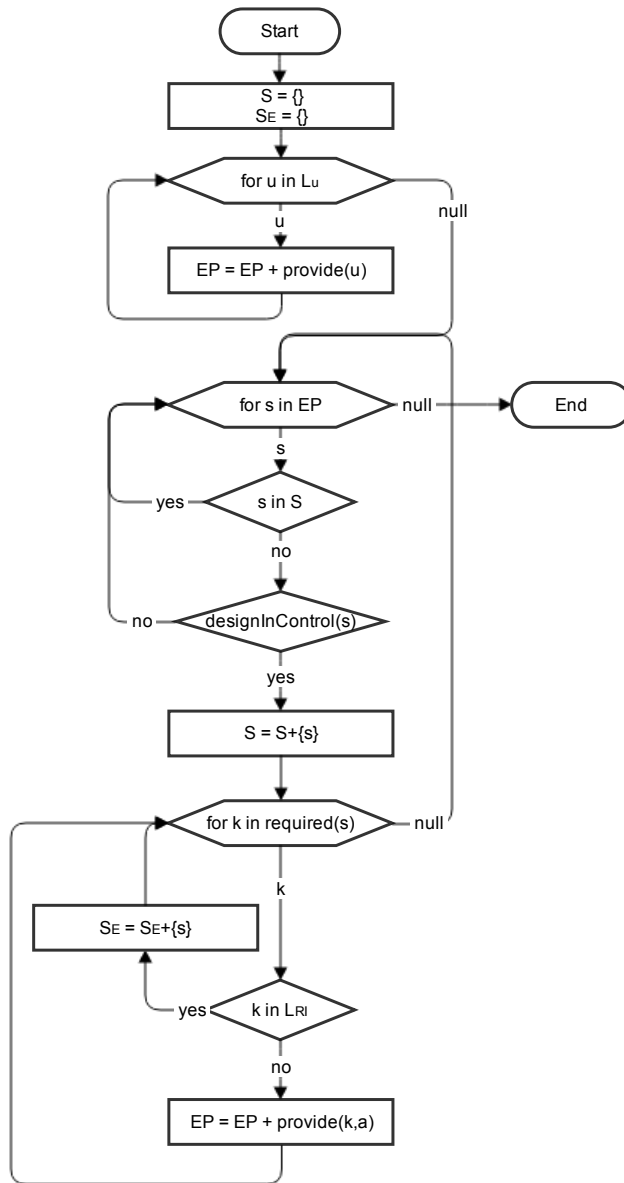 Start
S = {}
SE = {}
for u in Lu
null
u
EP = EP + provide(u)
for s in EP
null
End
s
yes
s in S
no
no
designInControl(s)
yes
S = S+{s}
for k in required(s)
null
k
SE = SE+{s}
yes
k in LRI
no
EP = EP + provide(k,a)